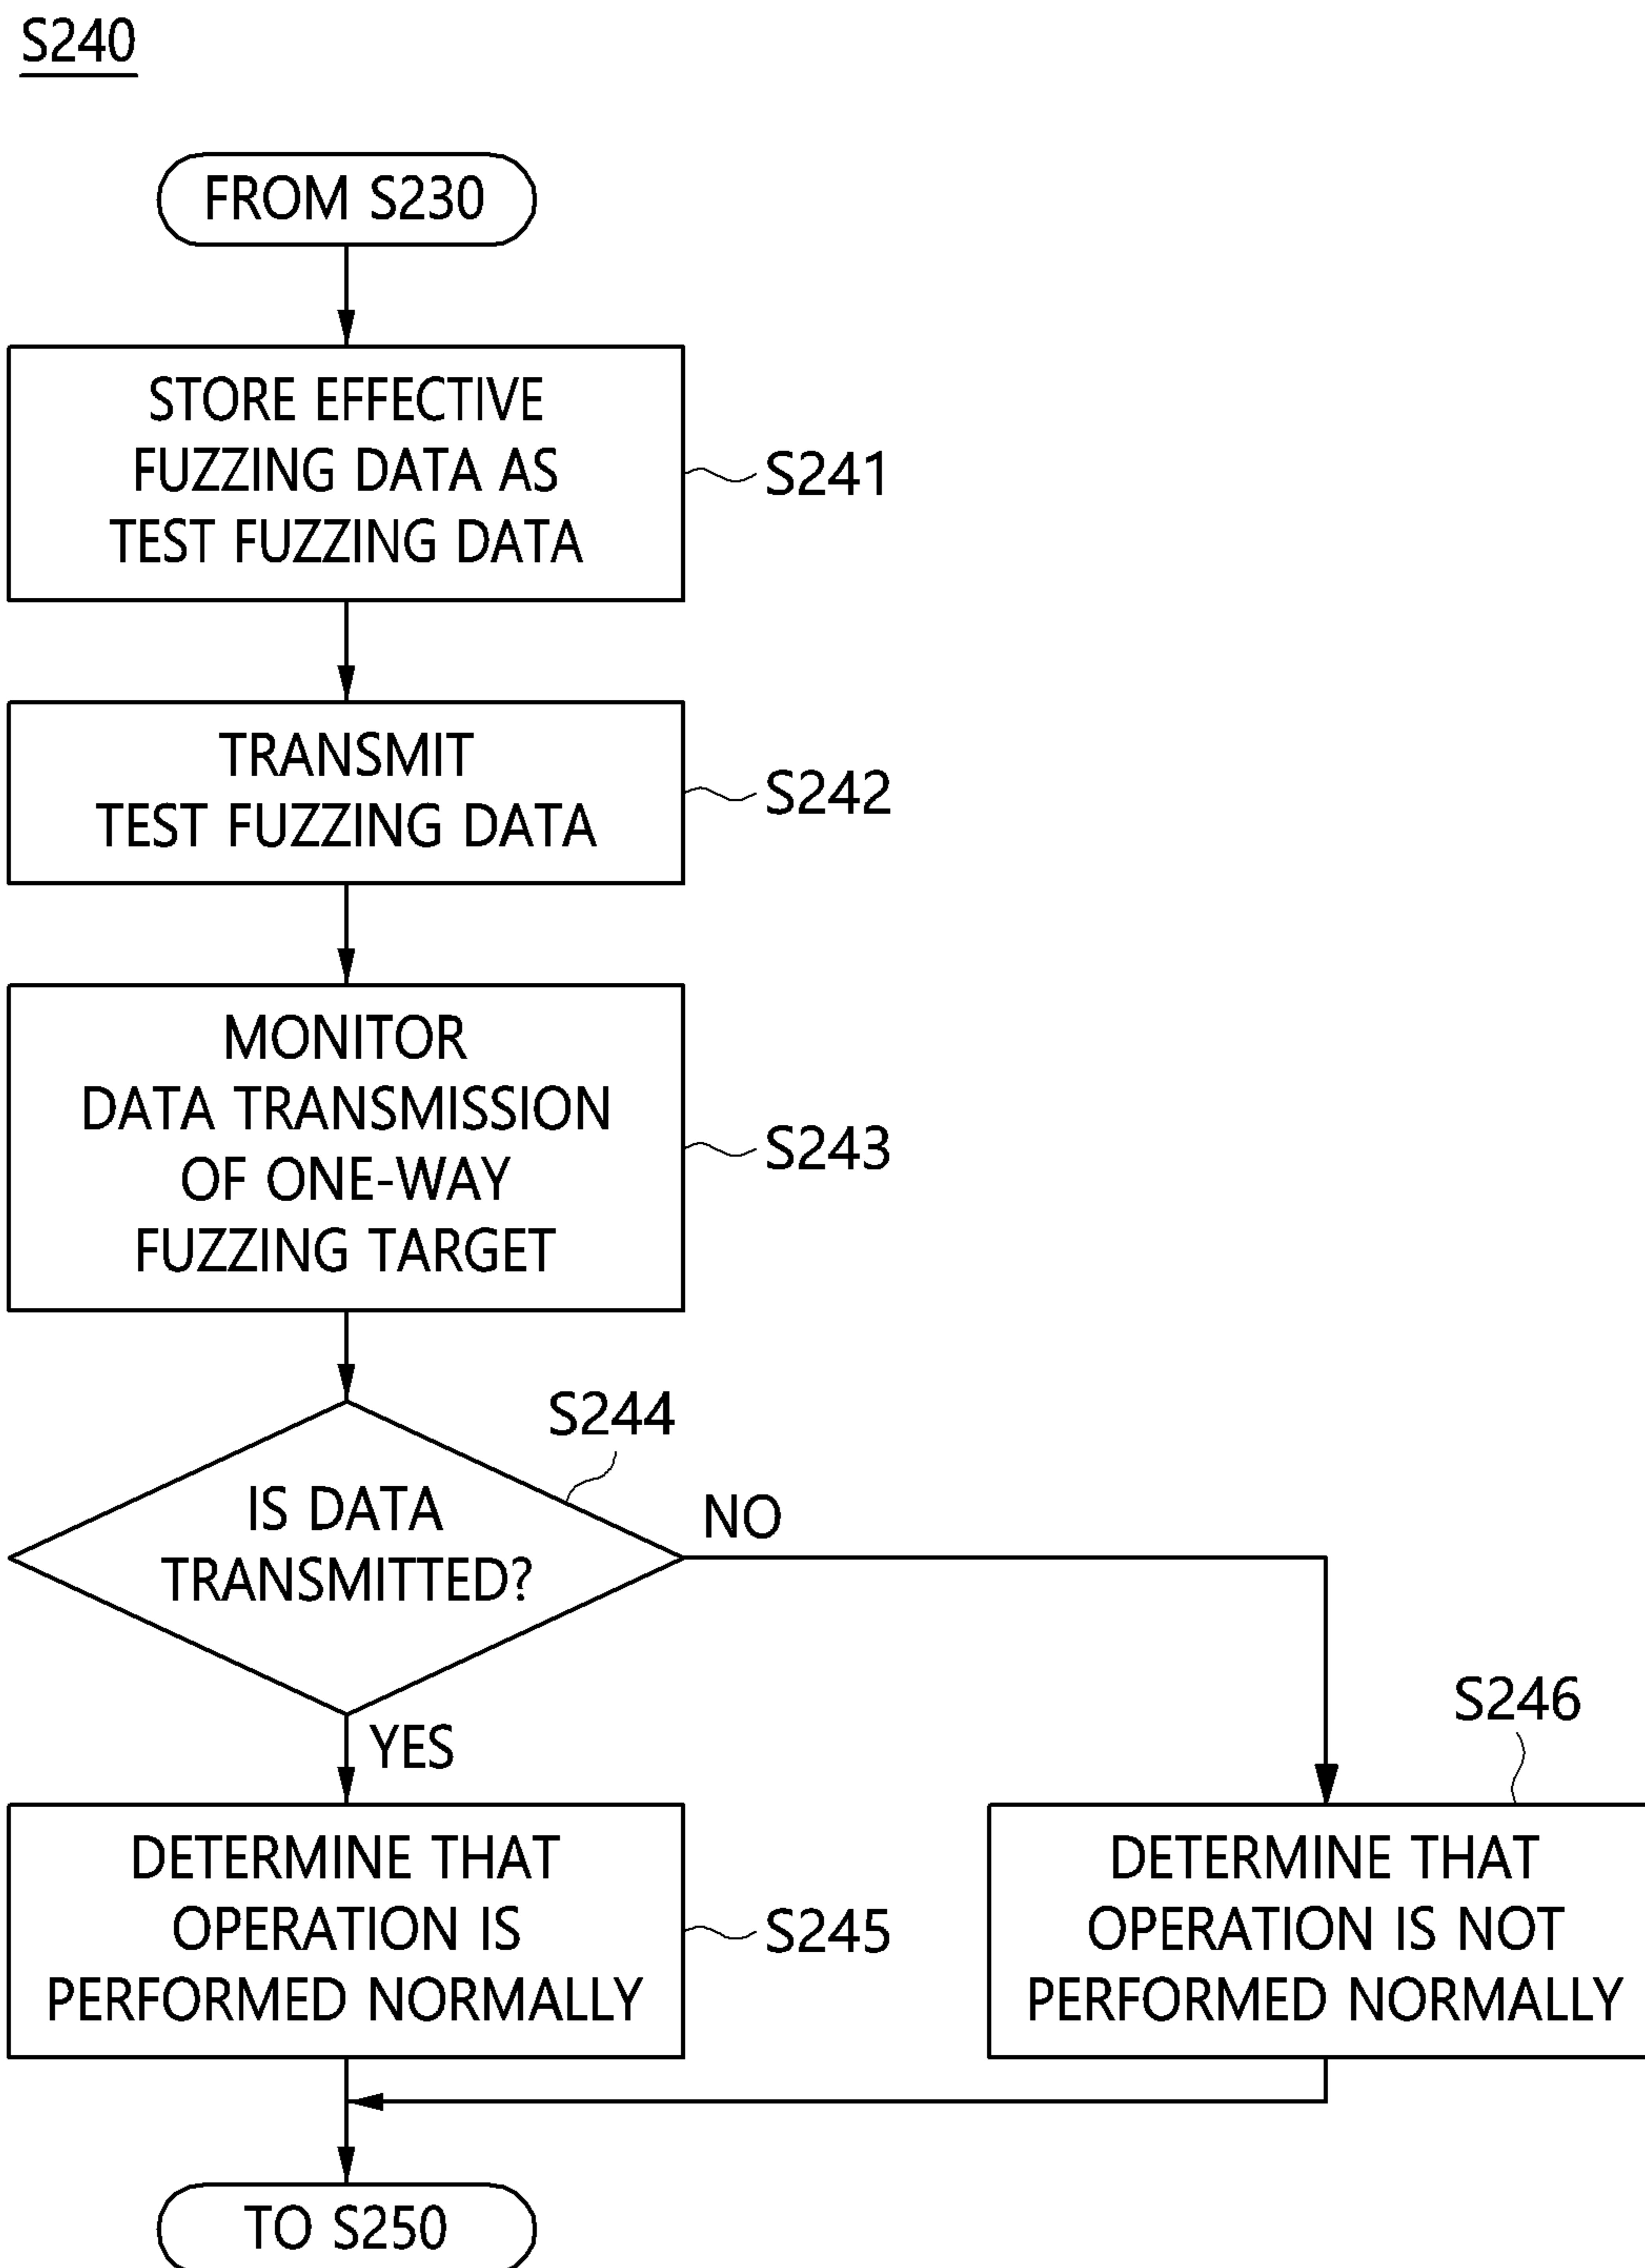 S240
FROM S230
STORE EFFECTIVE
FUZZING DATA AS
TEST FUZZING DATA
S241
TRANSMIT
TEST FUZZING DATA
S242
MONITOR
DATA TRANSMISSION
OF ONE-WAY
FUZZING TARGET
S243
S244
IS DATA
TRANSMITTED?
NO
YES
DETERMINE THAT
OPERATION IS
PERFORMED NORMALLY
S245
S246
DETERMINE THAT
OPERATION IS NOT
PERFORMED NORMALLY
TO S250